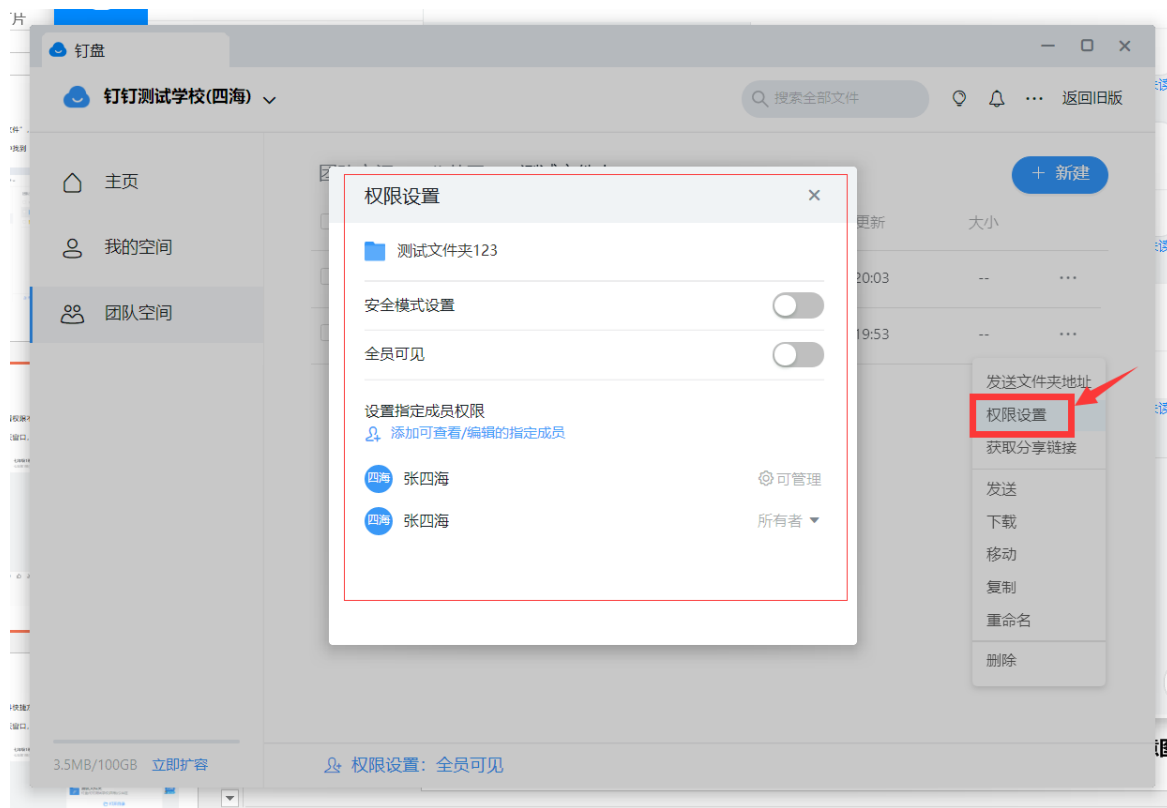 钉盘
钉钉测试学校(四海)
搜索全部文件
返回旧版
主页
我的空间
团队空间
+ 新建
更新
大小
20:03
--
19:53
--
权限设置
测试文件夹123
安全模式设置
全员可见
设置指定成员权限
添加可查看/编辑的指定成员
四海
张四海
可管理
四海
张四海
所有者
发送文件夹地址
权限设置
获取分享链接
发送
下载
移动
复制
重命名
删除
3.5MB/100GB
立即扩容
权限设置：全员可见